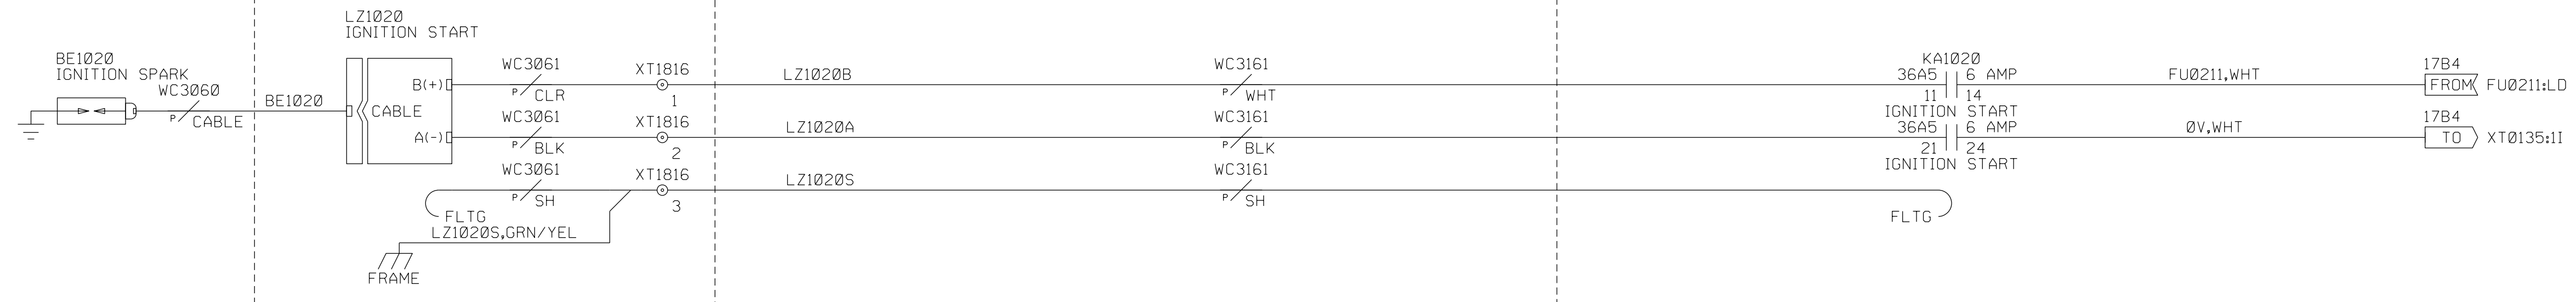 LZ1020
IGNITION START
BE1020
IGNITION SPARK
WC3060
P
CABLE
BE1020
CABLE
B(+)
A(-)
WC3061
P
CLR
XT1816
1
LZ1020B
WC3161
P
WHT
KA1020
36A5
6 AMP
11
14
IGNITION START
FU0211,WHT
17B4
FROM
FU0211:LD
WC3061
P
BLK
XT1816
2
LZ1020A
WC3161
P
BLK
36A5
6 AMP
21
24
IGNITION START
0V,WHT
17B4
TO
XT0135:1I
WC3061
P
SH
XT1816
3
LZ1020S
WC3161
P
SH
FLTG
FLTG
LZ1020S,GRN/YEL
FRAME